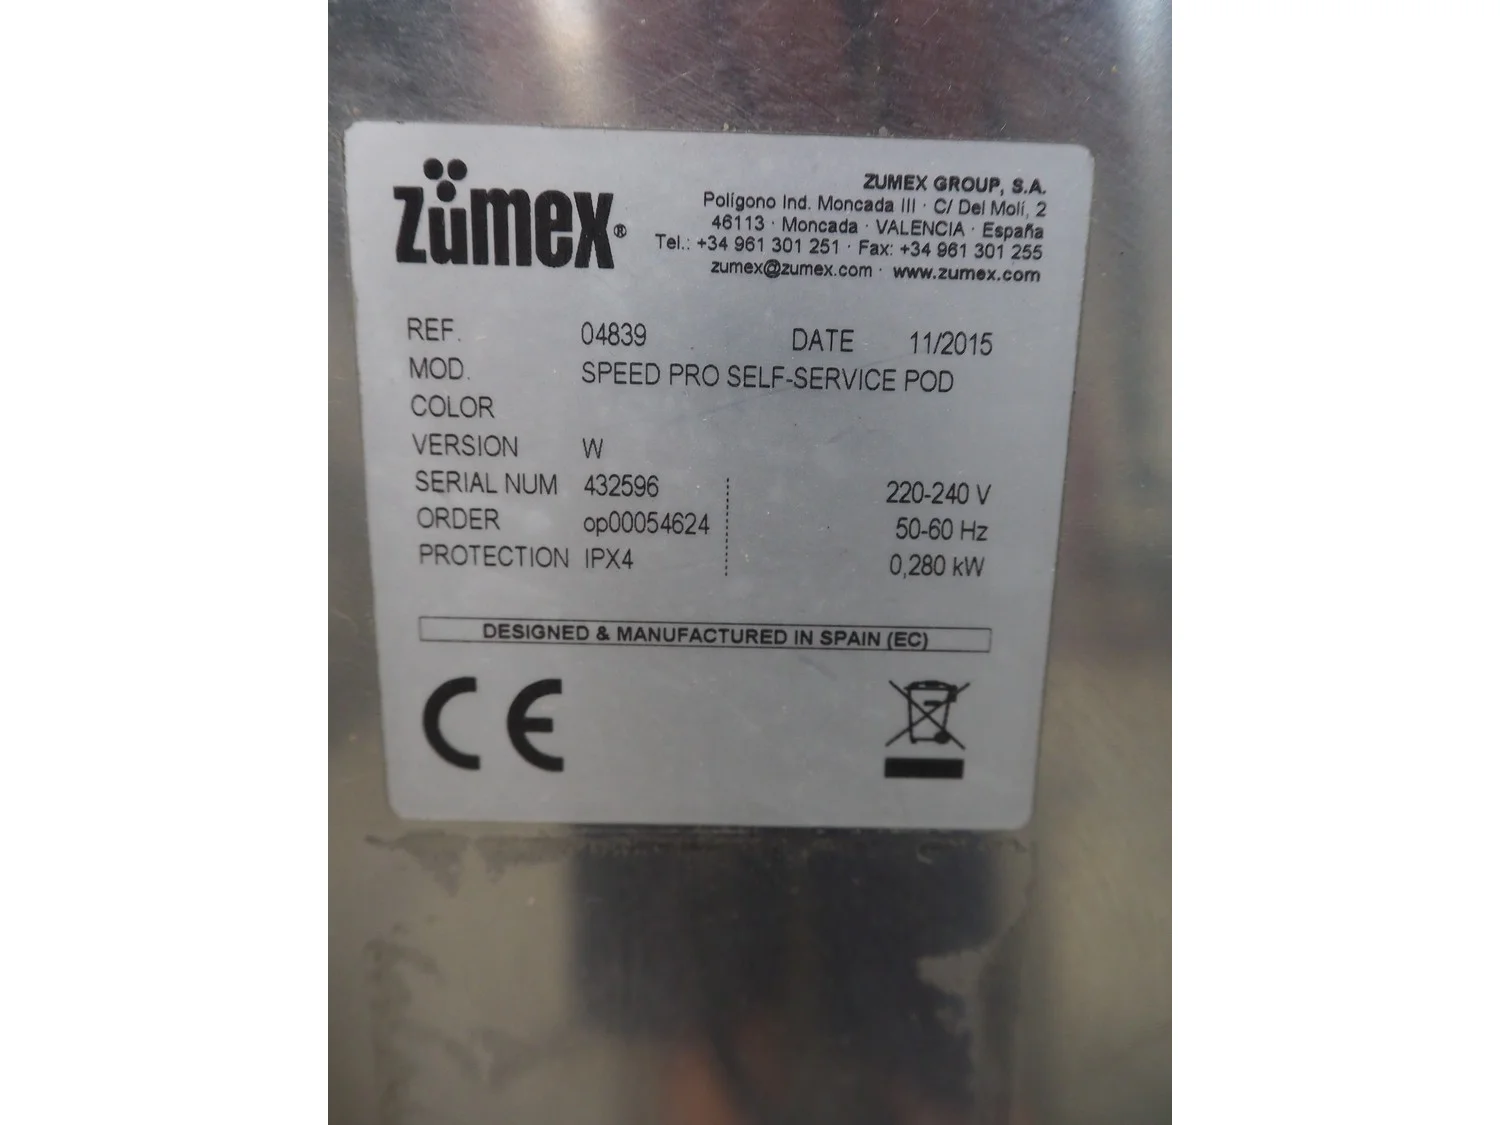 zümex®
ZUMEX GROUP, S.A.
Polígono Ind. Moncada III · C/ Del Molí, 2
46113 · Moncada · VALENCIA · España
Tel.: +34 961 301 251 · Fax: +34 961 301 255
zumex@zumex.com · www.zumex.com
REF. 04839 DATE 11/2015
MOD. SPEED PRO SELF-SERVICE POD
COLOR
VERSION W
SERIAL NUM 432596 220-240 V
ORDER op00054624 50-60 Hz
PROTECTION IPX4 0,280 kW
DESIGNED & MANUFACTURED IN SPAIN (EC)
CE